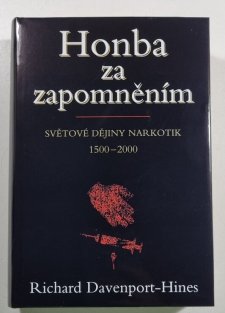 Honba
za
zapomněním
SVĚTOVÉ DĚJINY NARKOTIK
1500–2000
Richard Davenport-Hines